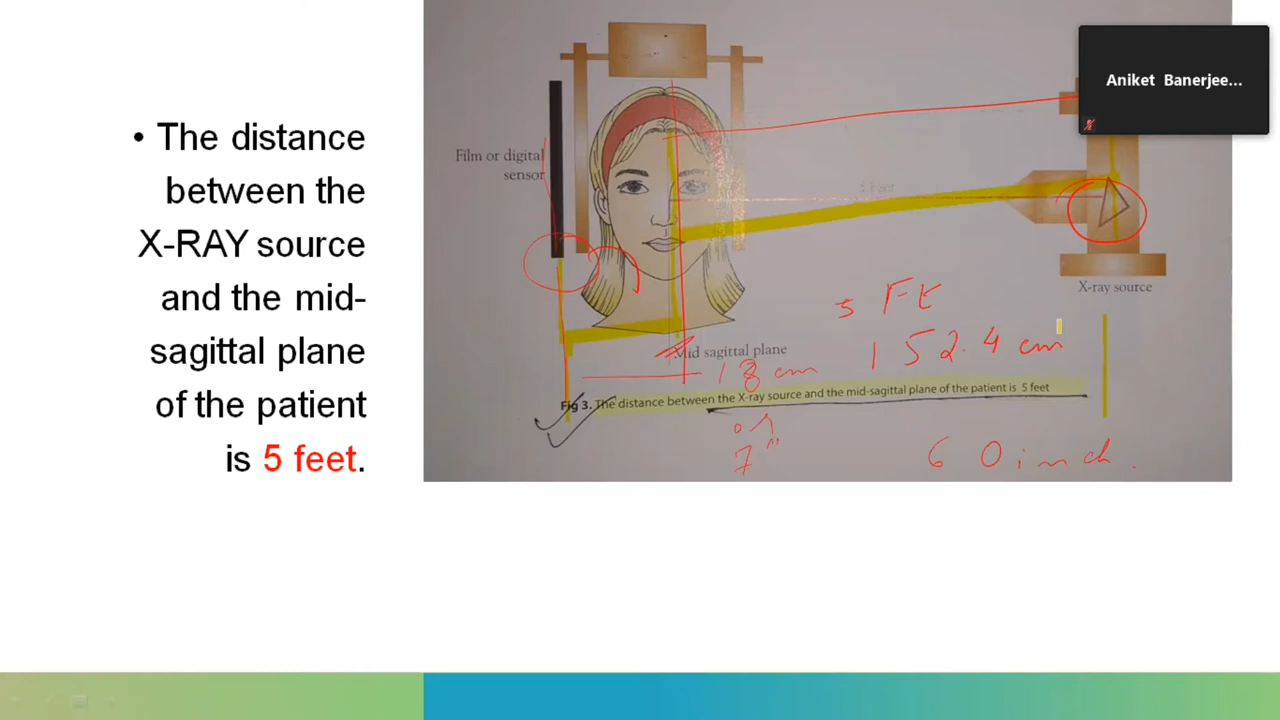 • The distance
between the
X-RAY source
and the mid-
sagittal plane
of the patient
is 5 feet.
Aniket Banerjee...
Film or digital
sensor
X-ray source
5 Ft
152.4 cm
Mid sagittal plane
18 cm
Fig 3. The distance between the X-ray source and the mid-sagittal plane of the patient is 5 feet
7"
60 inch.